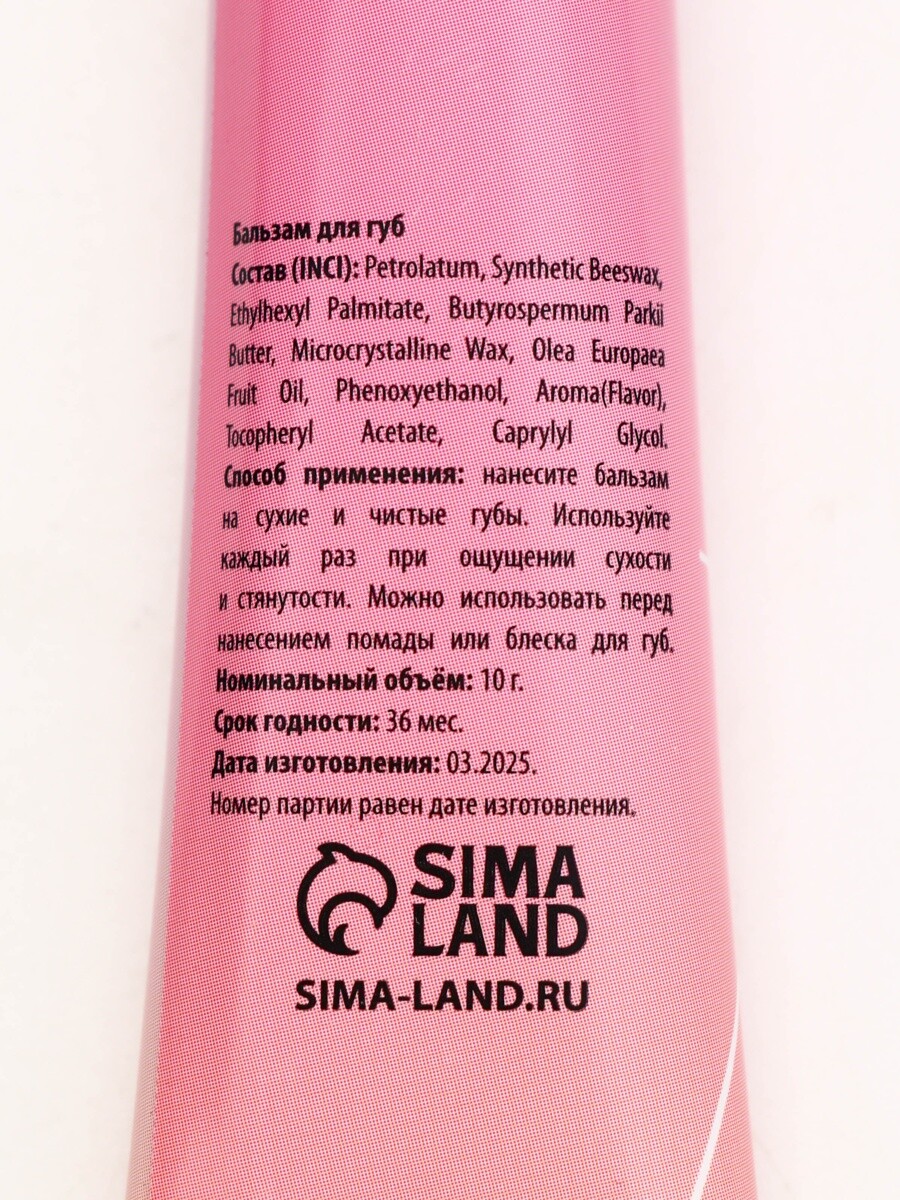 Бальзам для губ
Состав (INCI): Petrolatum, Synthetic Beeswax,
Ethylhexyl Palmitate, Butyrospermum Parkii
Butter, Microcrystalline Wax, Olea Europaea
Fruit Oil, Phenoxyethanol, Aroma(Flavor),
Tocopheryl Acetate, Caprylyl Glycol.
Способ применения: нанесите бальзам
на сухие и чистые губы. Используйте
каждый раз при ощущении сухости
и стянутости. Можно использовать перед
нанесением помады или блеска для губ.
Номинальный объём: 10 г.
Срок годности: 36 мес.
Дата изготовления: 03.2025.
Номер партии равен дате изготовления.
SIMA
LAND
SIMA-LAND.RU